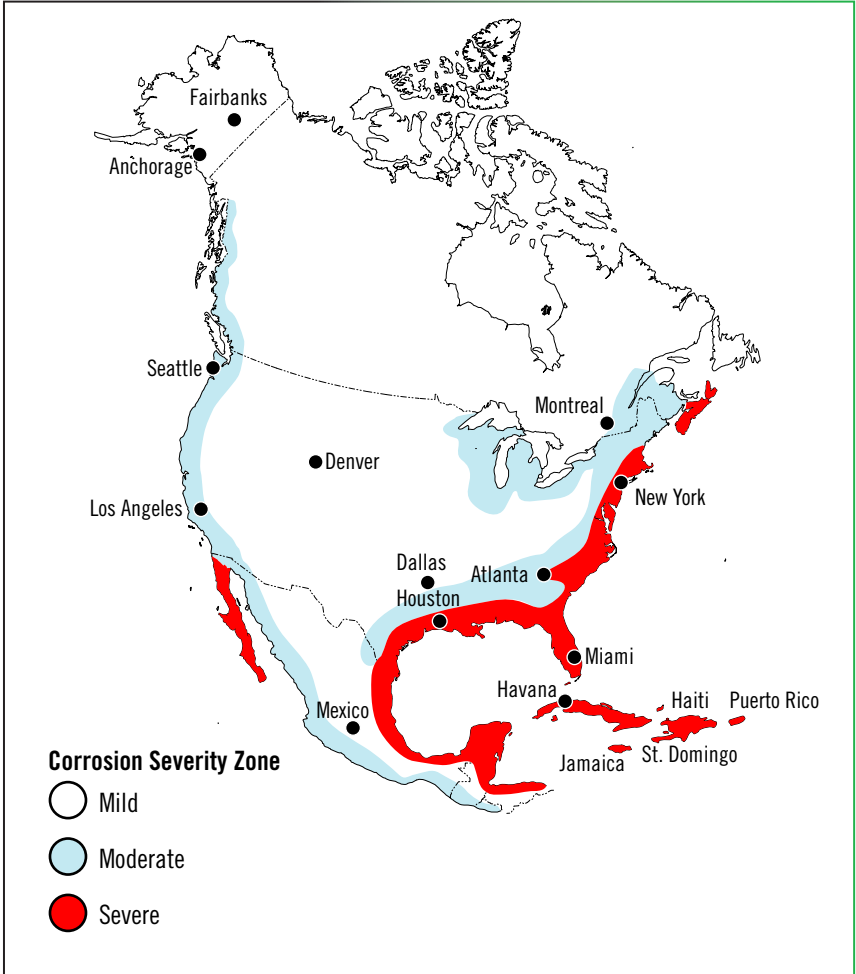 Fairbanks
Anchorage
Seattle
Montreal
Denver
New York
Los Angeles
Dallas
Atlanta
Houston
Miami
Havana
Haiti
Puerto Rico
Mexico
St. Domingo
Jamaica
Corrosion Severity Zone
Mild
Moderate
Severe